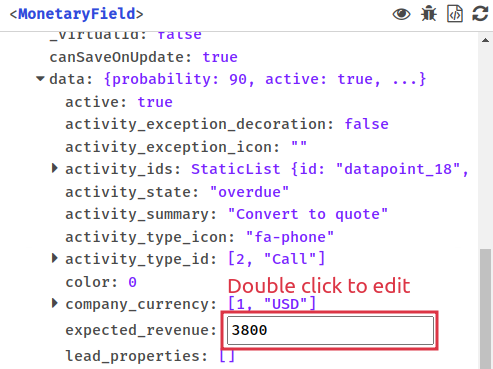 <MonetaryField>
_virtualId: false
canSaveOnUpdate: true
data: {probability: 90, active: true, ...}
active: true
activity_exception_decoration: false
activity_exception_icon: ""
activity_ids: StaticList {id: "datapoint_18",
activity_state: "overdue"
activity_summary: "Convert to quote"
activity_type_icon: "fa-phone"
activity_type_id: [2, "Call"]
color: 0
Double click to edit
company_currency: [1, "USD"]
expected_revenue: 3800
lead_properties: []